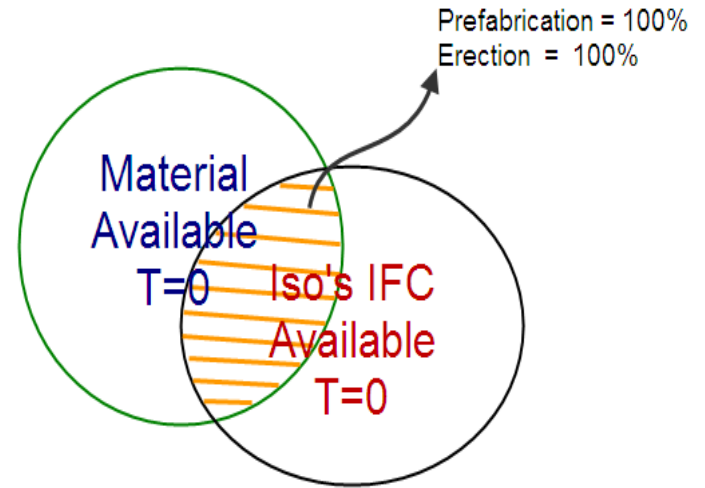 Prefabrication = 100%
Erection = 100%
Material
Available
T=0
Iso's IFC
Available
T=0